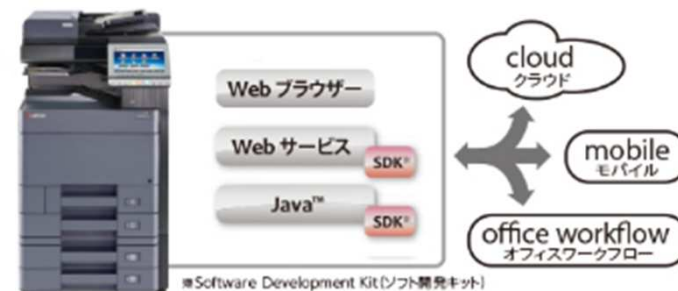 Web ブラウザー
Web サービス
SDK※
Java™
SDK※
cloud
クラウド
mobile
モバイル
office workflow
オフィスワークフロー
※Software Development Kit(ソフト開発キット)